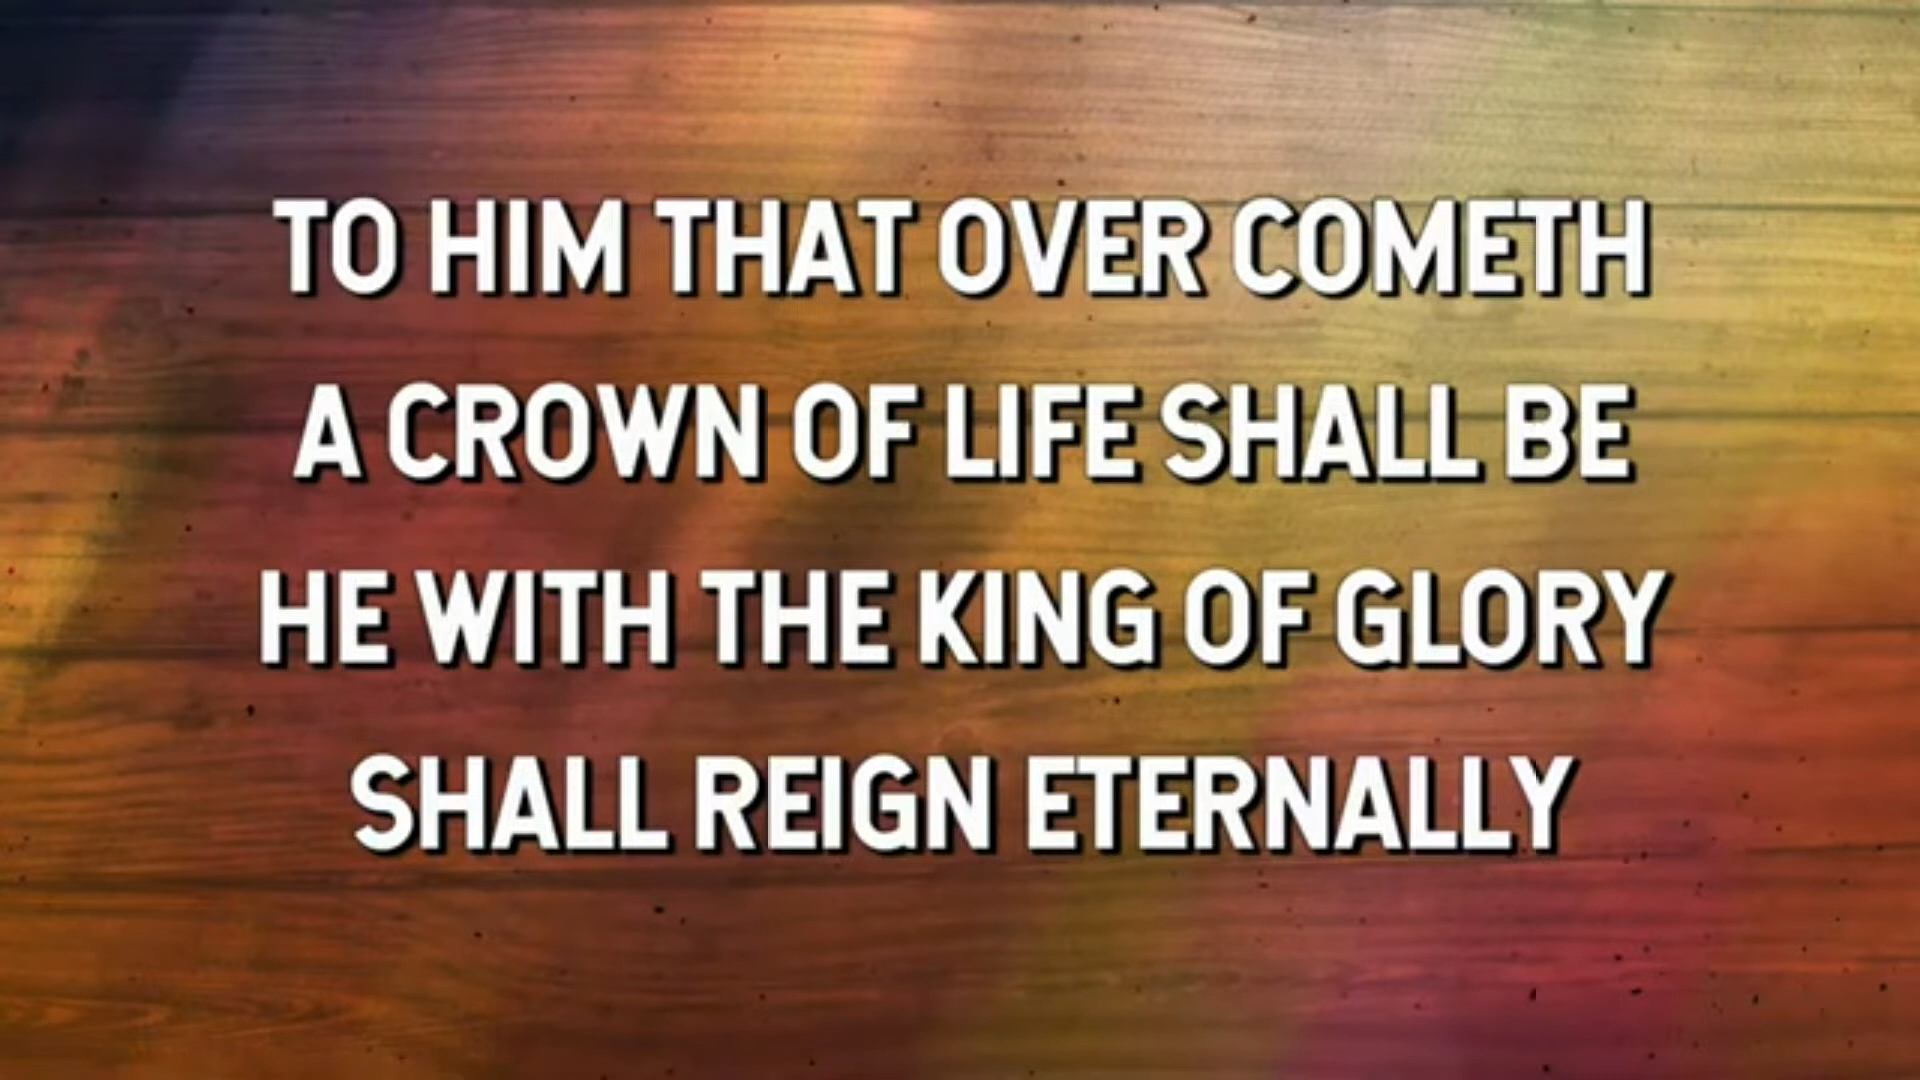 TO HIM THAT OVER COMETH
A CROWN OF LIFE SHALL BE
HE WITH THE KING OF GLORY
SHALL REIGN ETERNALLY